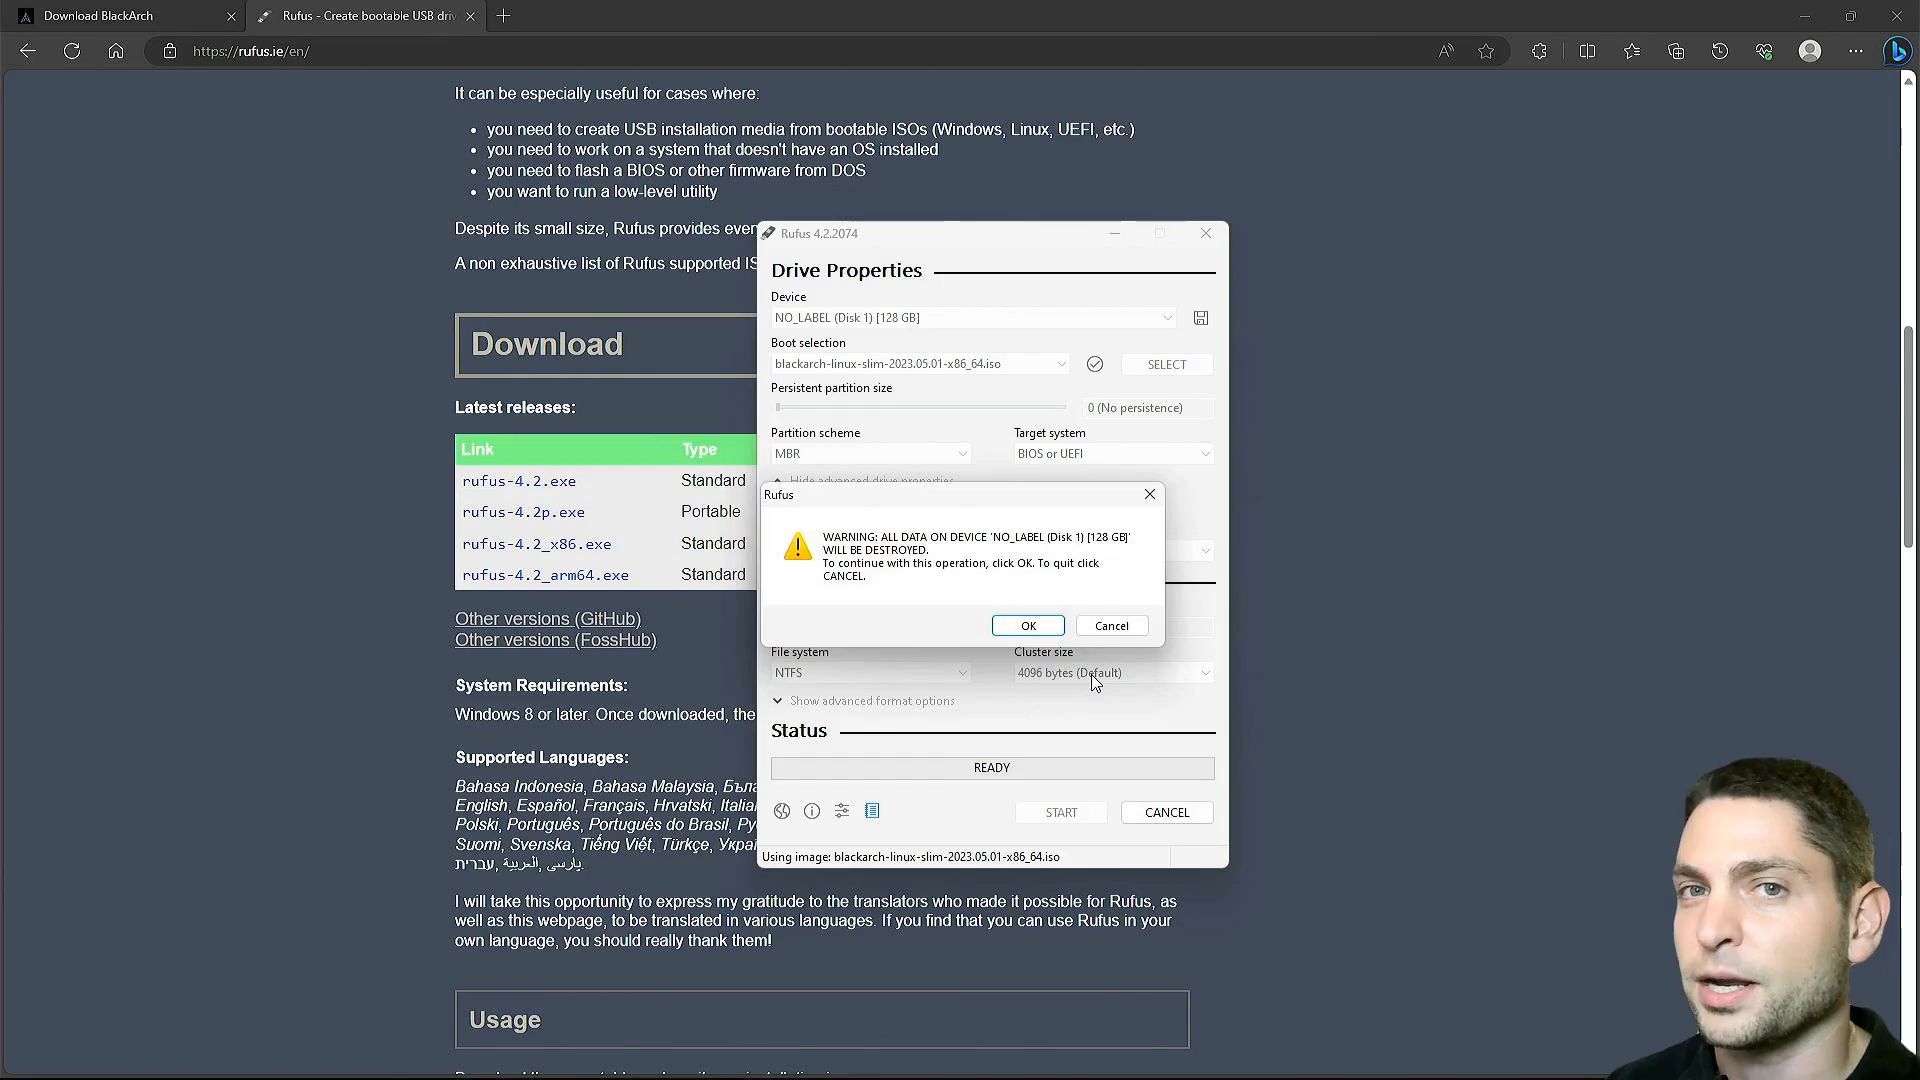 Download BlackArch
Rufus - Create bootable USB driv
https://rufus.ie/en/
It can be especially useful for cases where:
you need to create USB installation media from bootable ISOs (Windows, Linux, UEFI, etc.)
you need to work on a system that doesn't have an OS installed
you need to flash a BIOS or other firmware from DOS
you want to run a low-level utility
Despite its small size, Rufus provides ever
A non exhaustive list of Rufus supported IS
Download
Latest releases:
Link Type
rufus-4.2.exe Standard
rufus-4.2p.exe Portable
rufus-4.2_x86.exe Standard
rufus-4.2_arm64.exe Standard
Other versions (GitHub)
Other versions (FossHub)
System Requirements:
Windows 8 or later. Once downloaded, the
Supported Languages:
Bahasa Indonesia, Bahasa Malaysia, Бъла
English, Español, Français, Hrvatski, Italia
Polski, Português, Português do Brasil, Ру
Suomi, Svenska, Tiếng Việt, Türkçe, Украї
פارسی, العربية, עברית.
I will take this opportunity to express my gratitude to the translators who made it possible for Rufus, as
well as this webpage, to be translated in various languages. If you find that you can use Rufus in your
own language, you should really thank them!
Usage
Rufus 4.2.2074
Drive Properties
Device
NO_LABEL (Disk 1) [128 GB]
Boot selection
blackarch-linux-slim-2023.05.01-x86_64.iso
SELECT
Persistent partition size
0 (No persistence)
Partition scheme Target system
MBR BIOS or UEFI
Hide advanced drive properties
Rufus
WARNING: ALL DATA ON DEVICE 'NO_LABEL (Disk 1) [128 GB]'
WILL BE DESTROYED.
To continue with this operation, click OK. To quit click
CANCEL.
OK Cancel
File system Cluster size
NTFS 4096 bytes (Default)
Show advanced format options
Status
READY
START CANCEL
Using image: blackarch-linux-slim-2023.05.01-x86_64.iso